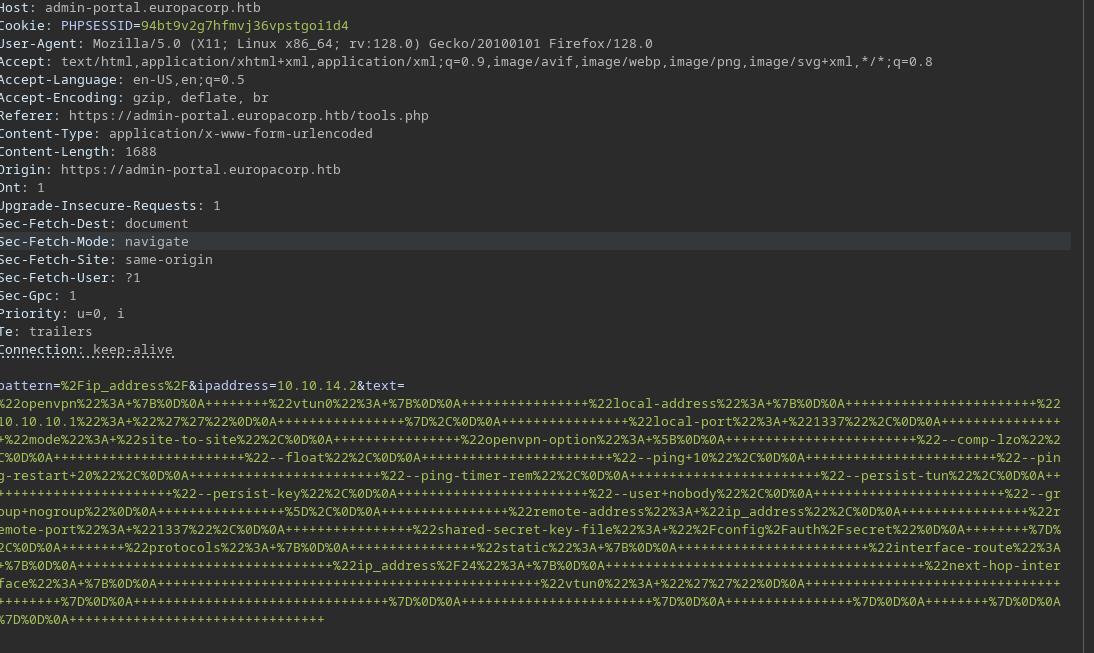 Host: admin-portal.europacorp.htb
Cookie: PHPSESSID=94bt9v2g7hfmvj36vpstgoi1d4
User-Agent: Mozilla/5.0 (X11; Linux x86_64; rv:128.0) Gecko/20100101 Firefox/128.0
Accept: text/html,application/xhtml+xml,application/xml;q=0.9,image/avif,image/webp,image/png,image/svg+xml,*/*;q=0.8
Accept-Language: en-US,en;q=0.5
Accept-Encoding: gzip, deflate, br
Referer: https://admin-portal.europacorp.htb/tools.php
Content-Type: application/x-www-form-urlencoded
Content-Length: 1688
Origin: https://admin-portal.europacorp.htb
Dnt: 1
Upgrade-Insecure-Requests: 1
Sec-Fetch-Dest: document
Sec-Fetch-Mode: navigate
Sec-Fetch-Site: same-origin
Sec-Fetch-User: ?1
Sec-Gpc: 1
Priority: u=0, i
Te: trailers
Connection: keep-alive
pattern=%2Fip_address%2F&ipaddress=10.10.14.2&text=
%22openvpn%22%3A+%7B%0D%0A++++++++%22vtun0%22%3A+%7B%0D%0A++++++++++++++++%22local-address%22%3A+%7B%0D%0A++++++++++++++++++++++++%22
10.10.10.1%22%3A+%22%27%27%22%0D%0A++++++++++++++++%7D%2C%0D%0A++++++++++++++++%22local-port%22%3A+%221337%22%2C%0D%0A+++++++++++++++
+%22mode%22%3A+%22site-to-site%22%2C%0D%0A++++++++++++++++%22openvpn-option%22%3A+%5B%0D%0A++++++++++++++++++++++++%22--comp-lzo%22%2
C%0D%0A++++++++++++++++++++++++%22--float%22%2C%0D%0A++++++++++++++++++++++++%22--ping+10%22%2C%0D%0A++++++++++++++++++++++++%22--pin
g-restart+20%22%2C%0D%0A++++++++++++++++++++++++%22--ping-timer-rem%22%2C%0D%0A++++++++++++++++++++++++%22--persist-tun%22%2C%0D%0A++
++++++++++++++++++++++%22--persist-key%22%2C%0D%0A++++++++++++++++++++++++%22--user+nobody%22%2C%0D%0A++++++++++++++++++++++++%22--gr
oup+nogroup%22%0D%0A++++++++++++++++%5D%2C%0D%0A++++++++++++++++%22remote-address%22%3A+%22ip_address%22%2C%0D%0A++++++++++++++++%22r
emote-port%22%3A+%221337%22%2C%0D%0A++++++++++++++++%22shared-secret-key-file%22%3A+%22%2Fconfig%2Fauth%2Fsecret%22%0D%0A++++++++%7D%
2C%0D%0A++++++++%22protocols%22%3A+%7B%0D%0A++++++++++++++++%22static%22%3A+%7B%0D%0A++++++++++++++++++++++++%22interface-route%22%3A
+%7B%0D%0A++++++++++++++++++++++++++++++++%22ip_address%2F24%22%3A+%7B%0D%0A++++++++++++++++++++++++++++++++++++++++%22next-hop-inter
face%22%3A+%7B%0D%0A++++++++++++++++++++++++++++++++++++++++++++++++%22vtun0%22%3A+%22%27%27%22%0D%0A++++++++++++++++++++++++++++++++
++++++++%7D%0D%0A++++++++++++++++++++++++++++++++%7D%0D%0A++++++++++++++++++++++++%7D%0D%0A++++++++++++++++%7D%0D%0A++++++++%7D%0D%0A
%7D%0D%0A++++++++++++++++++++++++++++++++